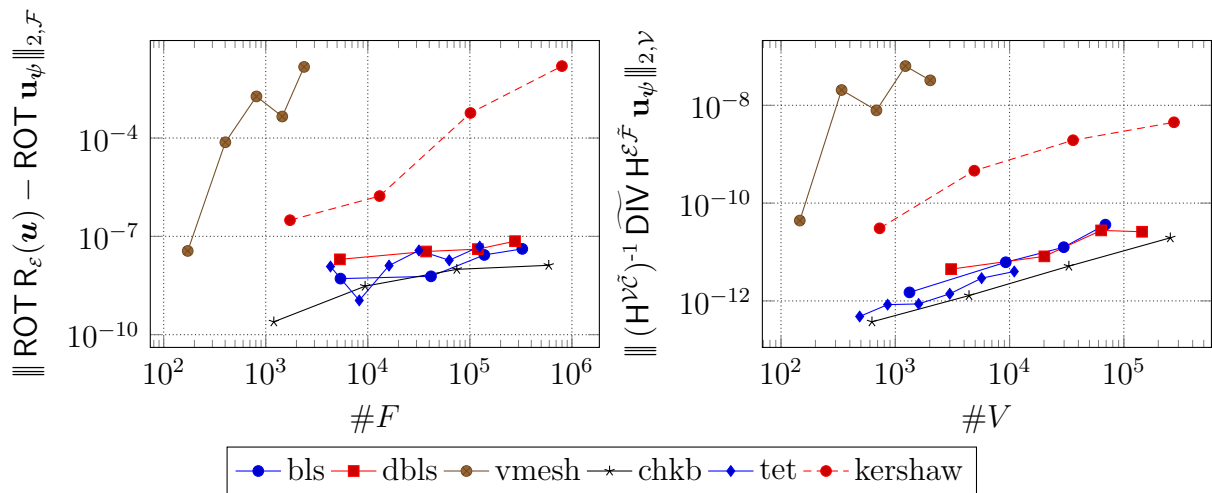 ⦀ ROT R_ℰ(𝒖) − ROT 𝐮_𝝍⦀_{2,ℱ}
10^{-4}
10^{-7}
10^{-10}
10^2 10^3 10^4 10^5 10^6
#F
⦀ (H^{𝒱𝒞̃})^{-1} D͠I͠V H^{ℰℱ̃} 𝐮_𝝍⦀_{2,𝒱}
10^{-8}
10^{-10}
10^{-12}
10^2 10^3 10^4 10^5
#V
bls dbls vmesh chkb tet kershaw